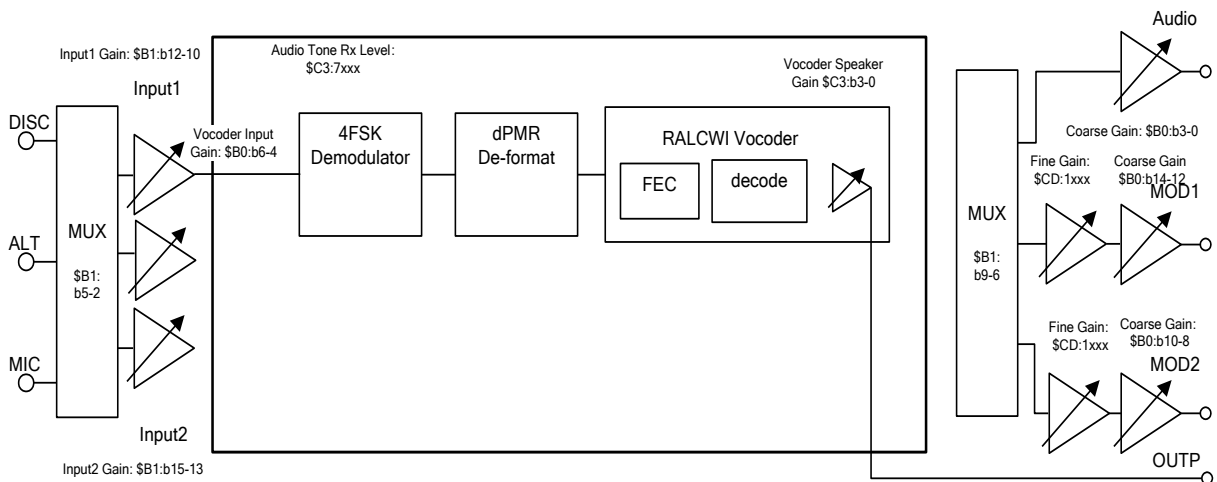 Audio
Input1 Gain: $B1:b12-10
Audio Tone Rx Level:
$C3:7xxx
Vocoder Speaker
Gain $C3:b3-0
Input1
DISC
Vocoder Input
Gain: $B0:b6-4
4FSK
Demodulator
dPMR
De-format
RALCWI Vocoder
FEC
decode
Coarse Gain: $B0:b3-0
Fine Gain:
$CD:1xxx
Coarse Gain
$B0:b14-12
MOD1
MUX
$B1:
b5-2
ALT
MUX
$B1:
b9-6
Fine Gain:
$CD:1xxx
Coarse Gain:
$B0:b10-8
MOD2
MIC
Input2
Input2 Gain: $B1:b15-13
OUTP